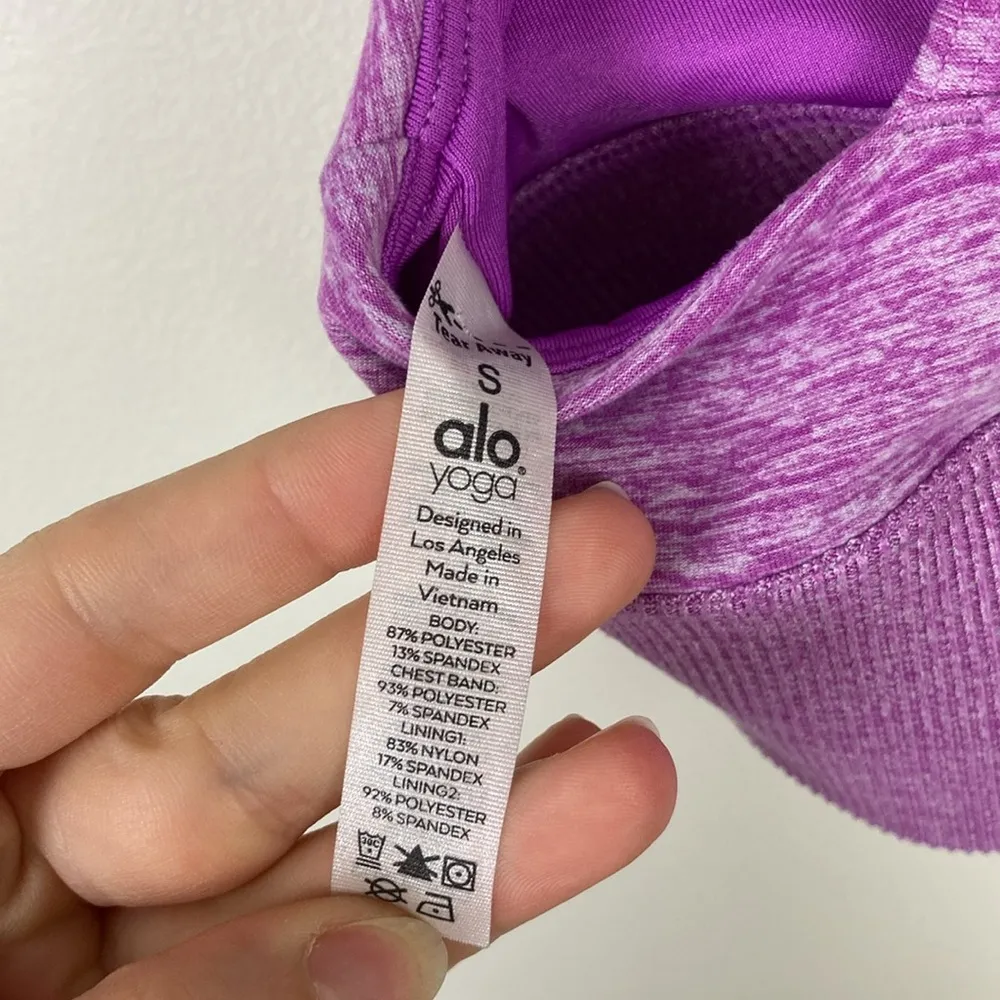 Tear Away
S
alo®
yoga
Designed in
Los Angeles
Made in
Vietnam
BODY:
87% POLYESTER
13% SPANDEX
CHEST BAND:
93% POLYESTER
7% SPANDEX
LINING1:
83% NYLON
17% SPANDEX
LINING2:
92% POLYESTER
8% SPANDEX
30C